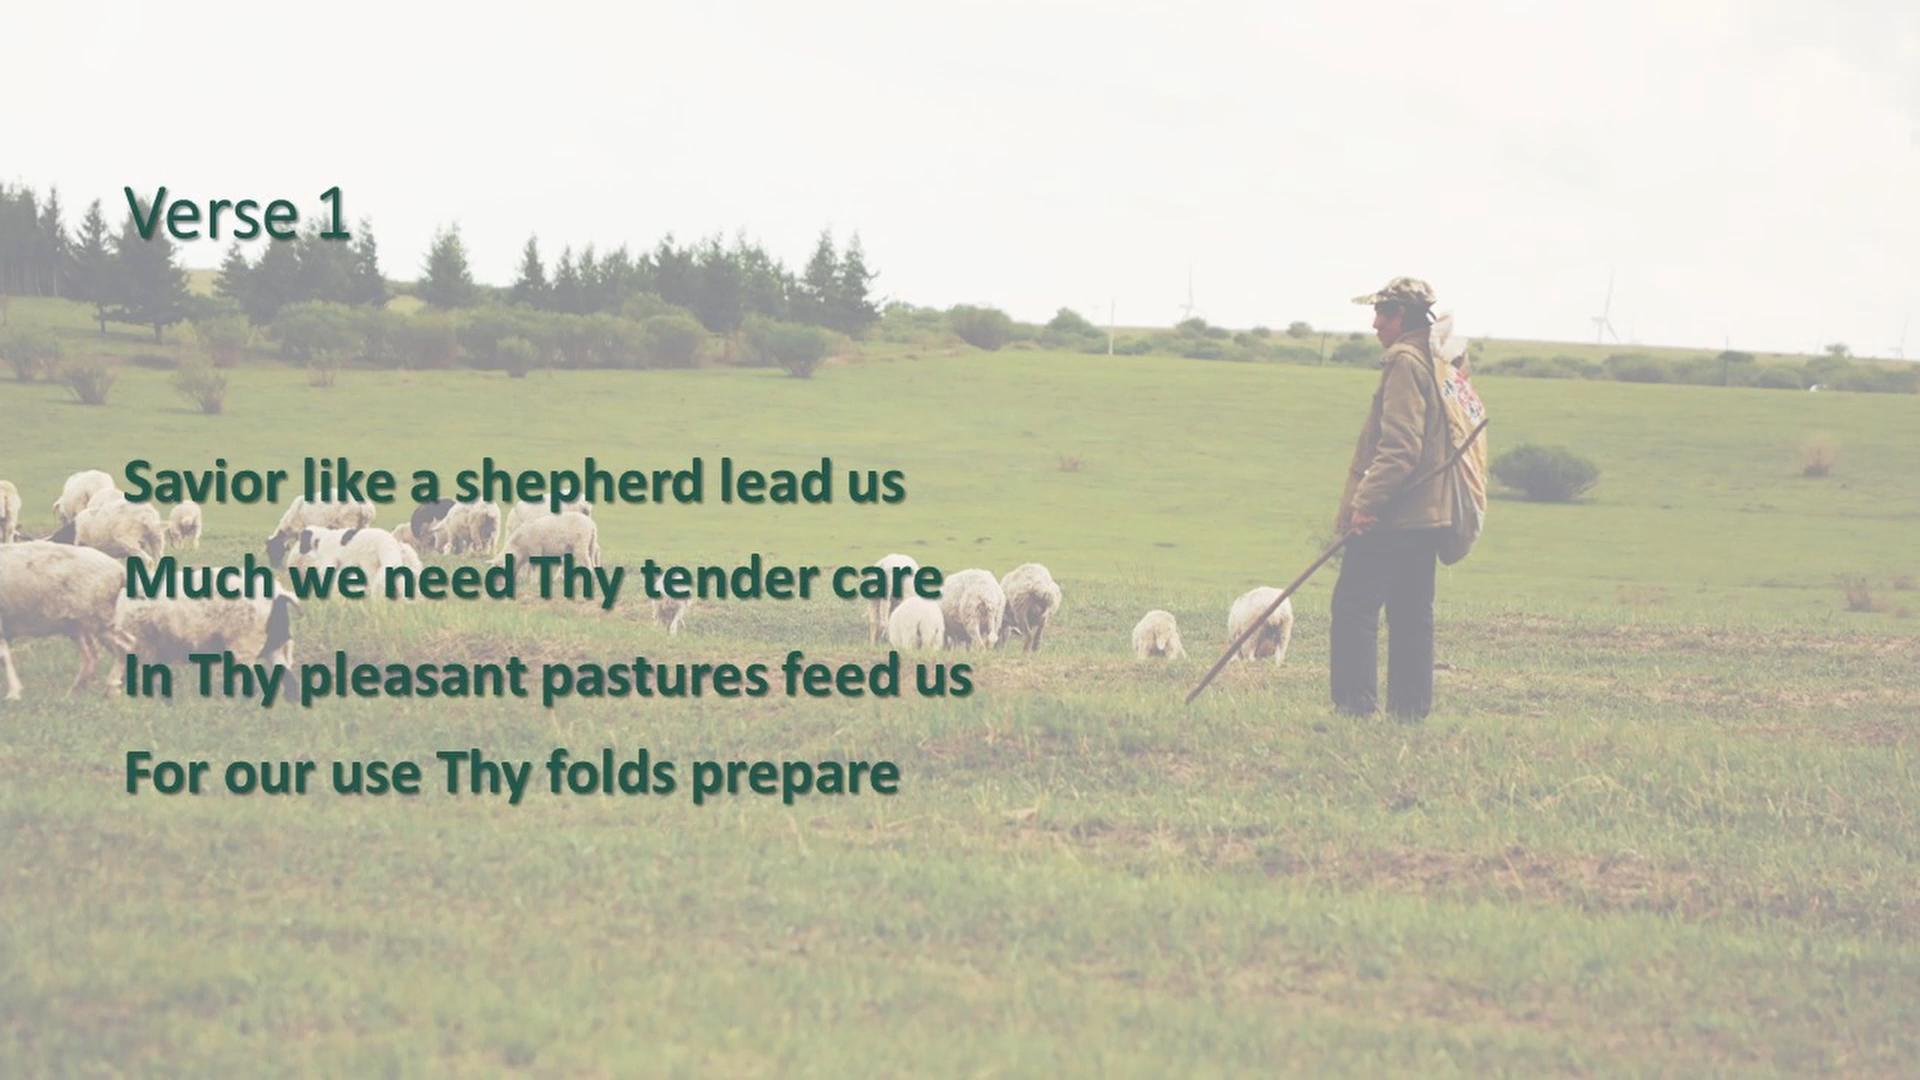 Verse 1
Savior like a shepherd lead us
Much we need Thy tender care
In Thy pleasant pastures feed us
For our use Thy folds prepare